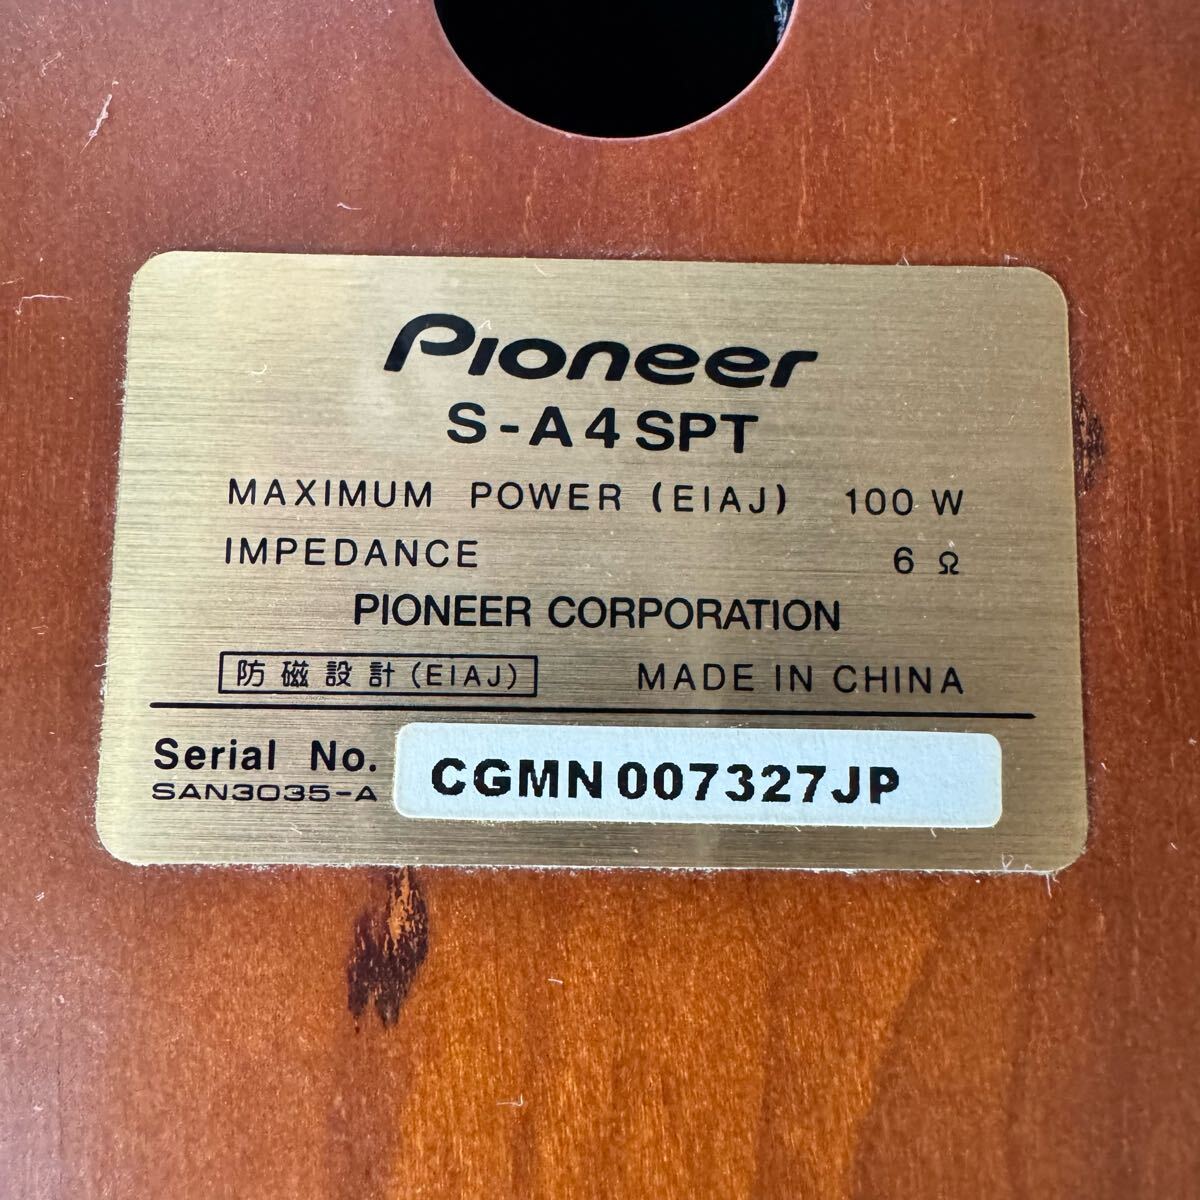 Pioneer
S-A4SPT
MAXIMUM POWER (EIAJ) 100 W
IMPEDANCE 6 Ω
PIONEER CORPORATION
防磁設計(EIAJ) MADE IN CHINA
Serial No. CGMN007327JP
SAN3035-A